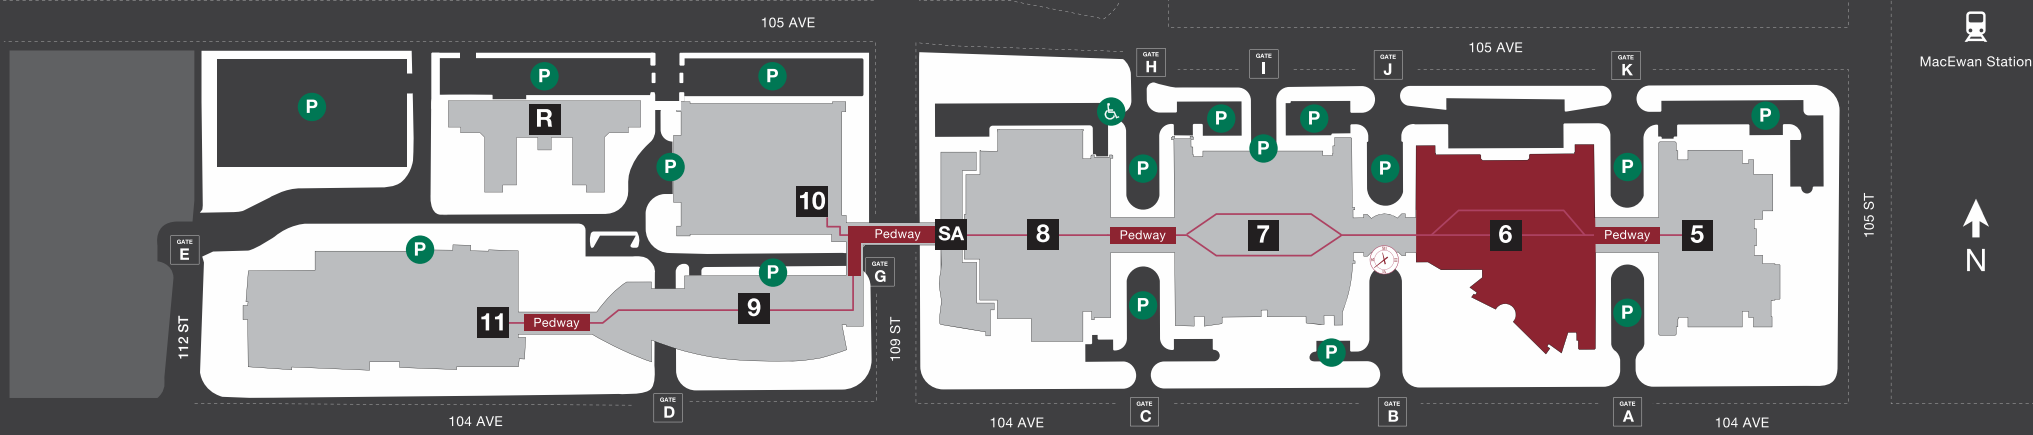 105 AVE
105 AVE
MacEwan Station
GATE
H
GATE
I
GATE
J
GATE
K
P
P
P
R
P
P
P
P
P
P
P
P
P
10
Pedway
SA
8
Pedway
7
6
Pedway
5
105 ST
N
GATE
E
P
P
GATE
G
9
11
Pedway
P
P
P
112 ST
109 ST
GATE
D
GATE
C
GATE
B
GATE
A
104 AVE
104 AVE
104 AVE